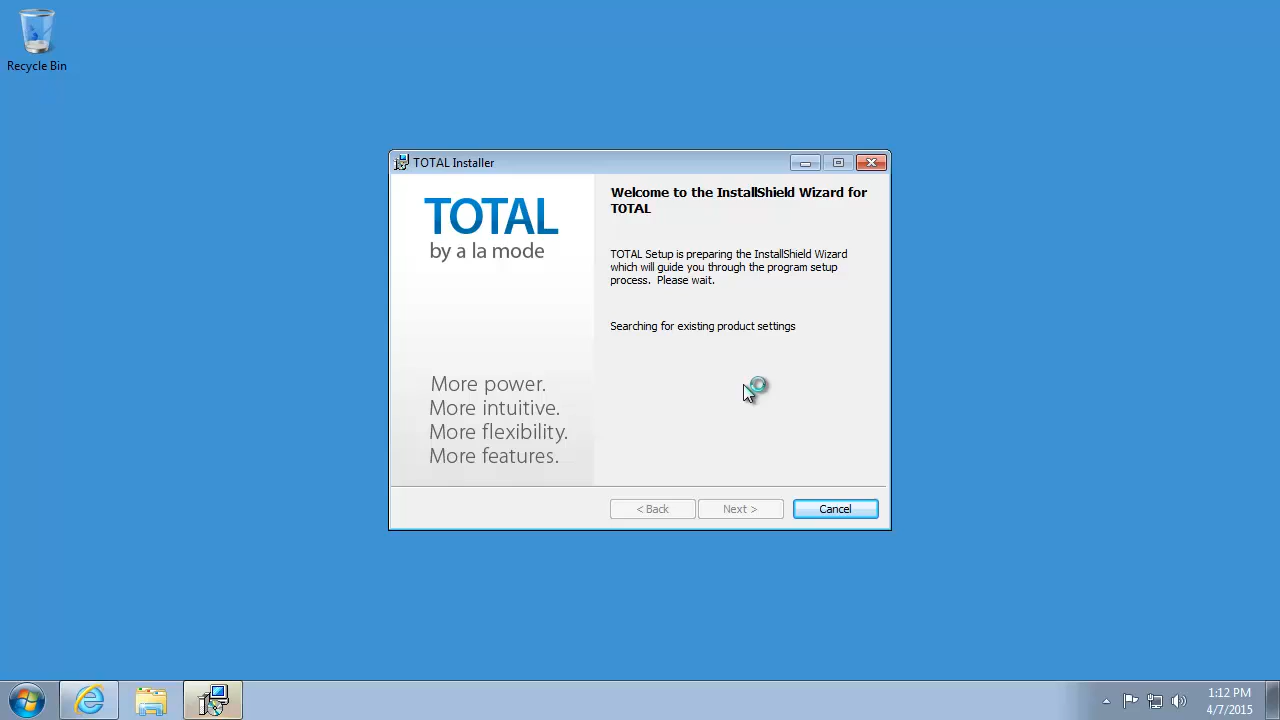 Recycle Bin
TOTAL Installer
TOTAL
by a la mode
More power.
More intuitive.
More flexibility.
More features.
Welcome to the InstallShield Wizard for
TOTAL
TOTAL Setup is preparing the InstallShield Wizard
which will guide you through the program setup
process.  Please wait.
Searching for existing product settings
< Back
Next >
Cancel
1:12 PM
4/7/2015